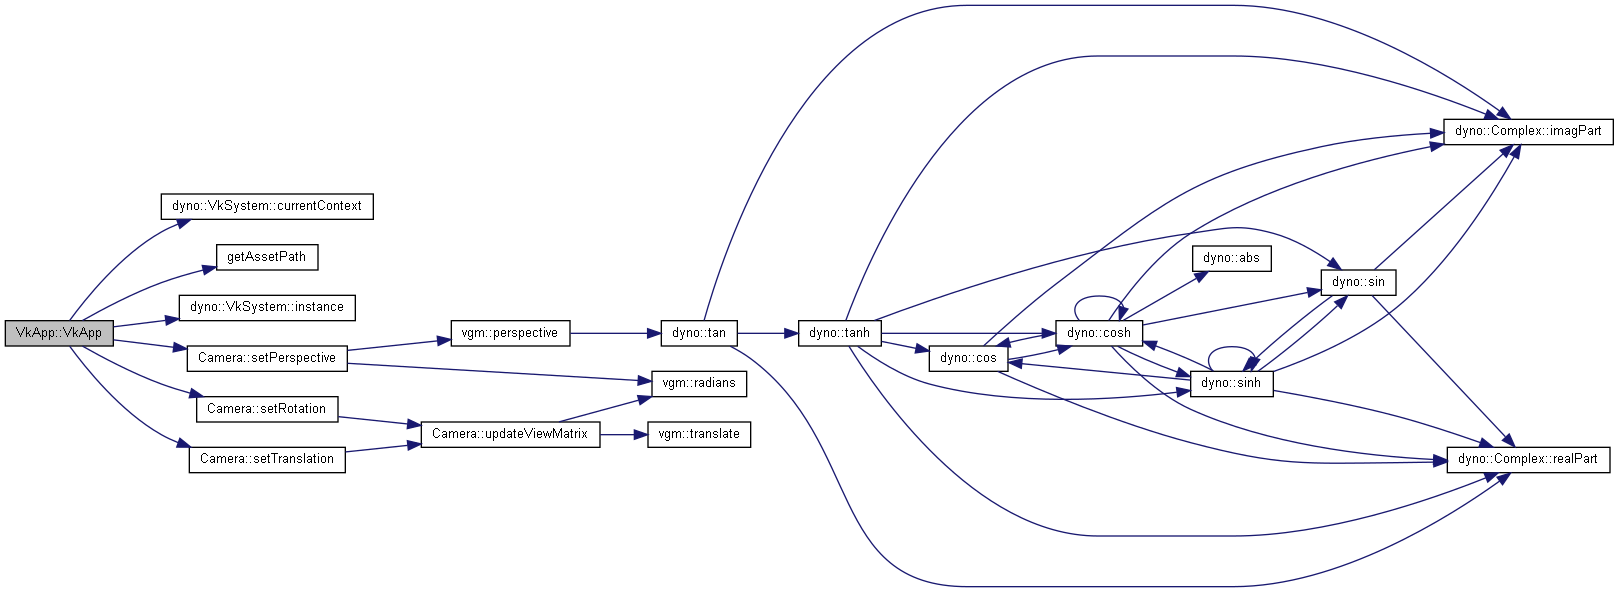 VkApp::VkApp
dyno::VkSystem::currentContext
getAssetPath
dyno::VkSystem::instance
Camera::setPerspective
Camera::setRotation
Camera::setTranslation
vgm::perspective
Camera::updateViewMatrix
dyno::tan
vgm::radians
vgm::translate
dyno::tanh
dyno::cos
dyno::cosh
dyno::abs
dyno::sinh
dyno::sin
dyno::Complex::imagPart
dyno::Complex::realPart